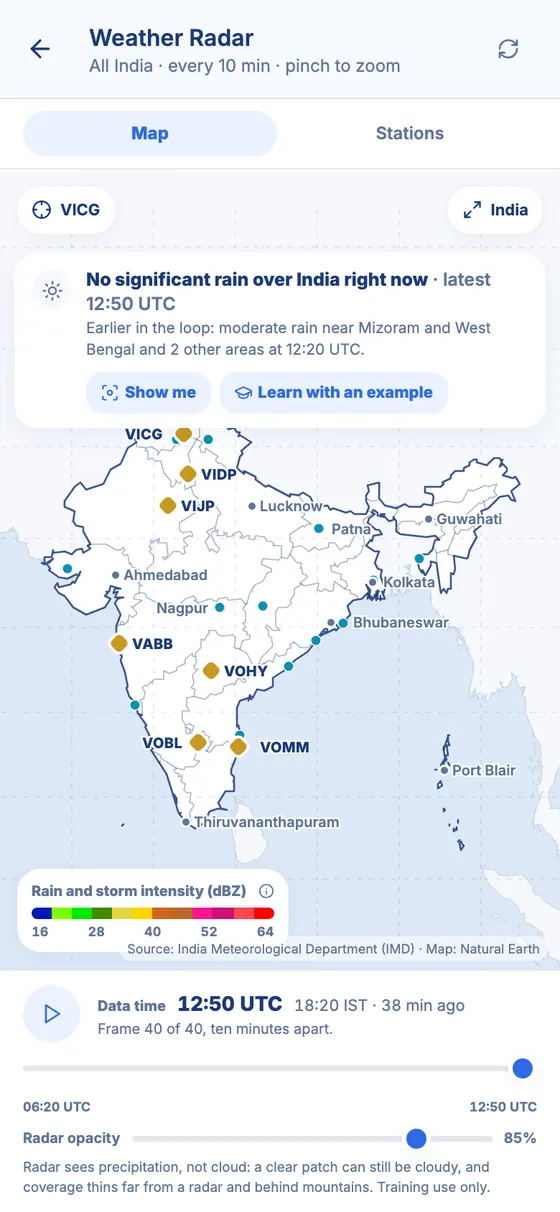 Weather Radar
All India · every 10 min · pinch to zoom
Map
Stations
VICG
India
No significant rain over India right now · latest
12:50 UTC
Earlier in the loop: moderate rain near Mizoram and West
Bengal and 2 other areas at 12:20 UTC.
Show me
Learn with an example
VICG
VIDP
VIJP
Lucknow
Guwahati
Patna
Ahmedabad
Kolkata
Nagpur
Bhubaneswar
VABB
VOHY
VOBL
VOMM
Port Blair
Thiruvananthapuram
Rain and storm intensity (dBZ)
16 28 40 52 64
Source: India Meteorological Department (IMD) · Map: Natural Earth
Data time 12:50 UTC 18:20 IST · 38 min ago
Frame 40 of 40, ten minutes apart.
06:20 UTC
12:50 UTC
Radar opacity
85%
Radar sees precipitation, not cloud: a clear patch can still be cloudy, and
coverage thins far from a radar and behind mountains. Training use only.